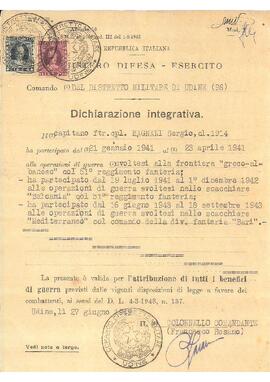 REPUBBLICA ITALIANA
MINISTERO DIFESA - ESERCITO
Comando DEL DISTRETTO MILITARE DI UDINE (26)
Dichiarazione integrativa.
capitano ftr.cpl. Sergio, cl.1914
ha partecipato dal 21 gennaio 1941 al 23 aprile 1941
alle operazioni di guerra svoltesi alla frontiera "greco-alba-
nese" col 51° reggimento fanteria;
- ha partecipato dal 19 luglio 1941 al 1° dicembre 1942
alle operazioni di guerra svoltesi nello scacchiere
"Balcania" col 51° reggimento fanteria;
- ha partecipato dal 26 giugno 1943 al 18 settembre 1943
alle operazioni di guerra svoltesi nello scacchiere
"Mediterraneo" col comando della div. fanteria "Bari".
La presente è valida per l'attribuzione di tutti i benefici
di guerra previsti dalle vigenti disposizioni di legge a favore dei
combattenti, ai sensi del D. L. 4-3-1948, n. 137.
Udine, li 27 giugno
IL COLONNELLO COMANDANTE
(Francesco Rosano)
Vedi note a tergo.